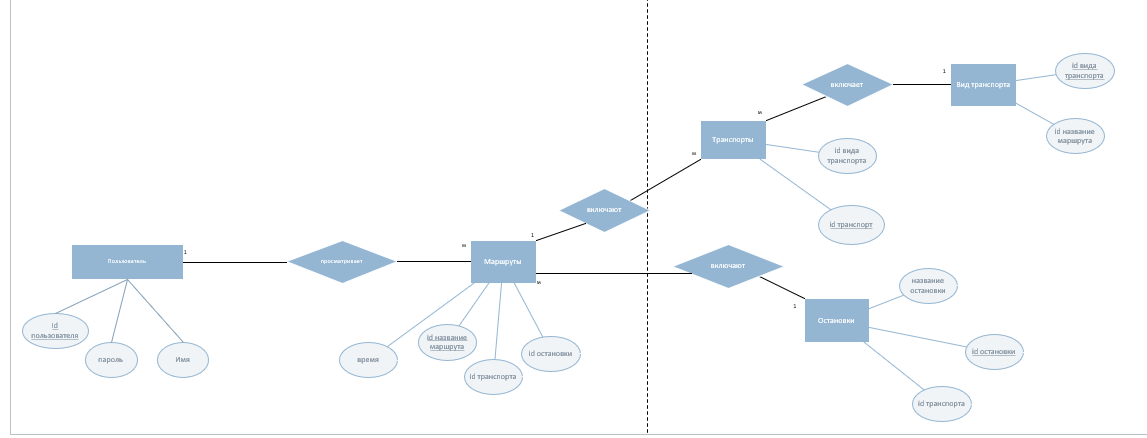 id вида
транспорта
1
включает
Вид транспорта
м
id название
маршрута
Транспорты
м
id вида
транспорта
включают
id транспорт
1
1
м
Пользователь
просматривает
Маршруты
включают
м
название
остановки
1
Остановки
id
пользователя
пароль
Имя
время
id название
маршрута
id транспорта
id остановки
id остановки
id транспорта